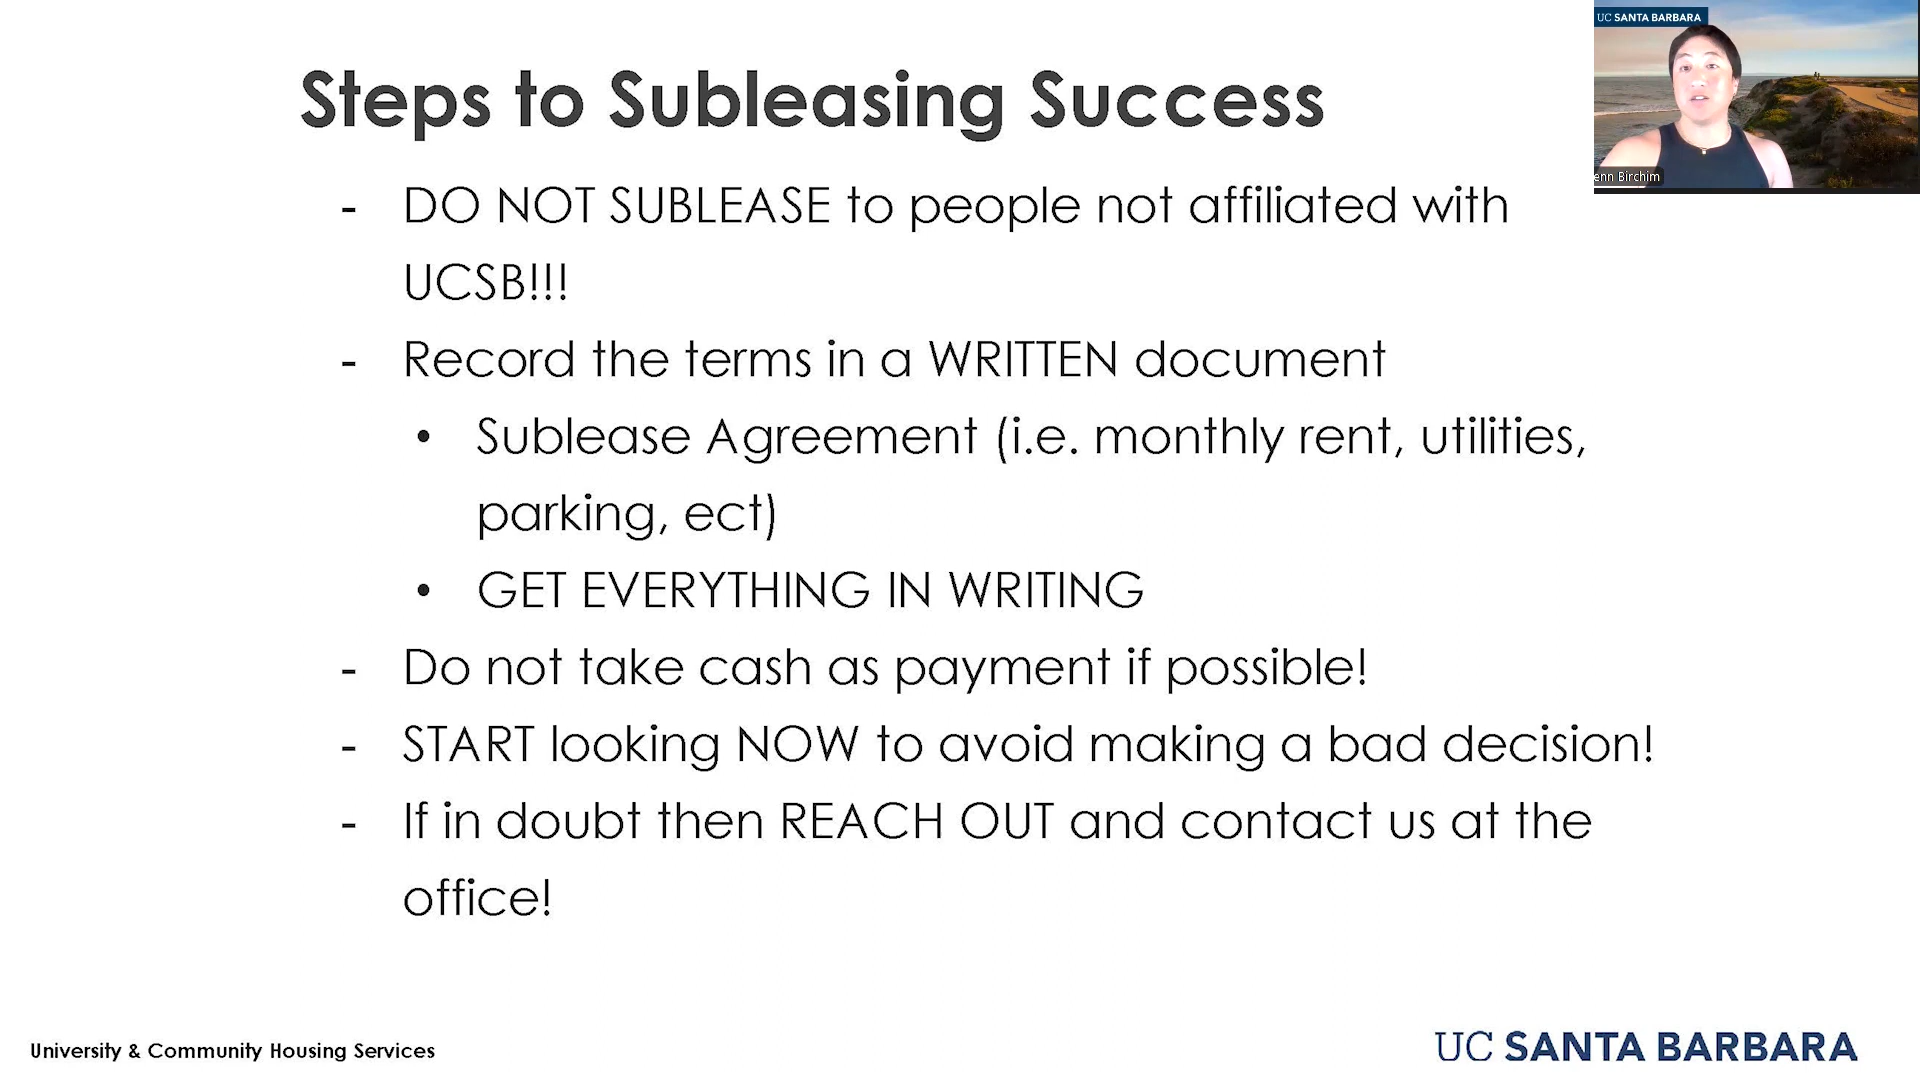 UC SANTA BARBARA
enn Birchim
Steps to Subleasing Success
- DO NOT SUBLEASE to people not affiliated with
UCSB!!!
- Record the terms in a WRITTEN document
• Sublease Agreement (i.e. monthly rent, utilities,
parking, ect)
• GET EVERYTHING IN WRITING
- Do not take cash as payment if possible!
- START looking NOW to avoid making a bad decision!
- If in doubt then REACH OUT and contact us at the
office!
University & Community Housing Services
UC SANTA BARBARA